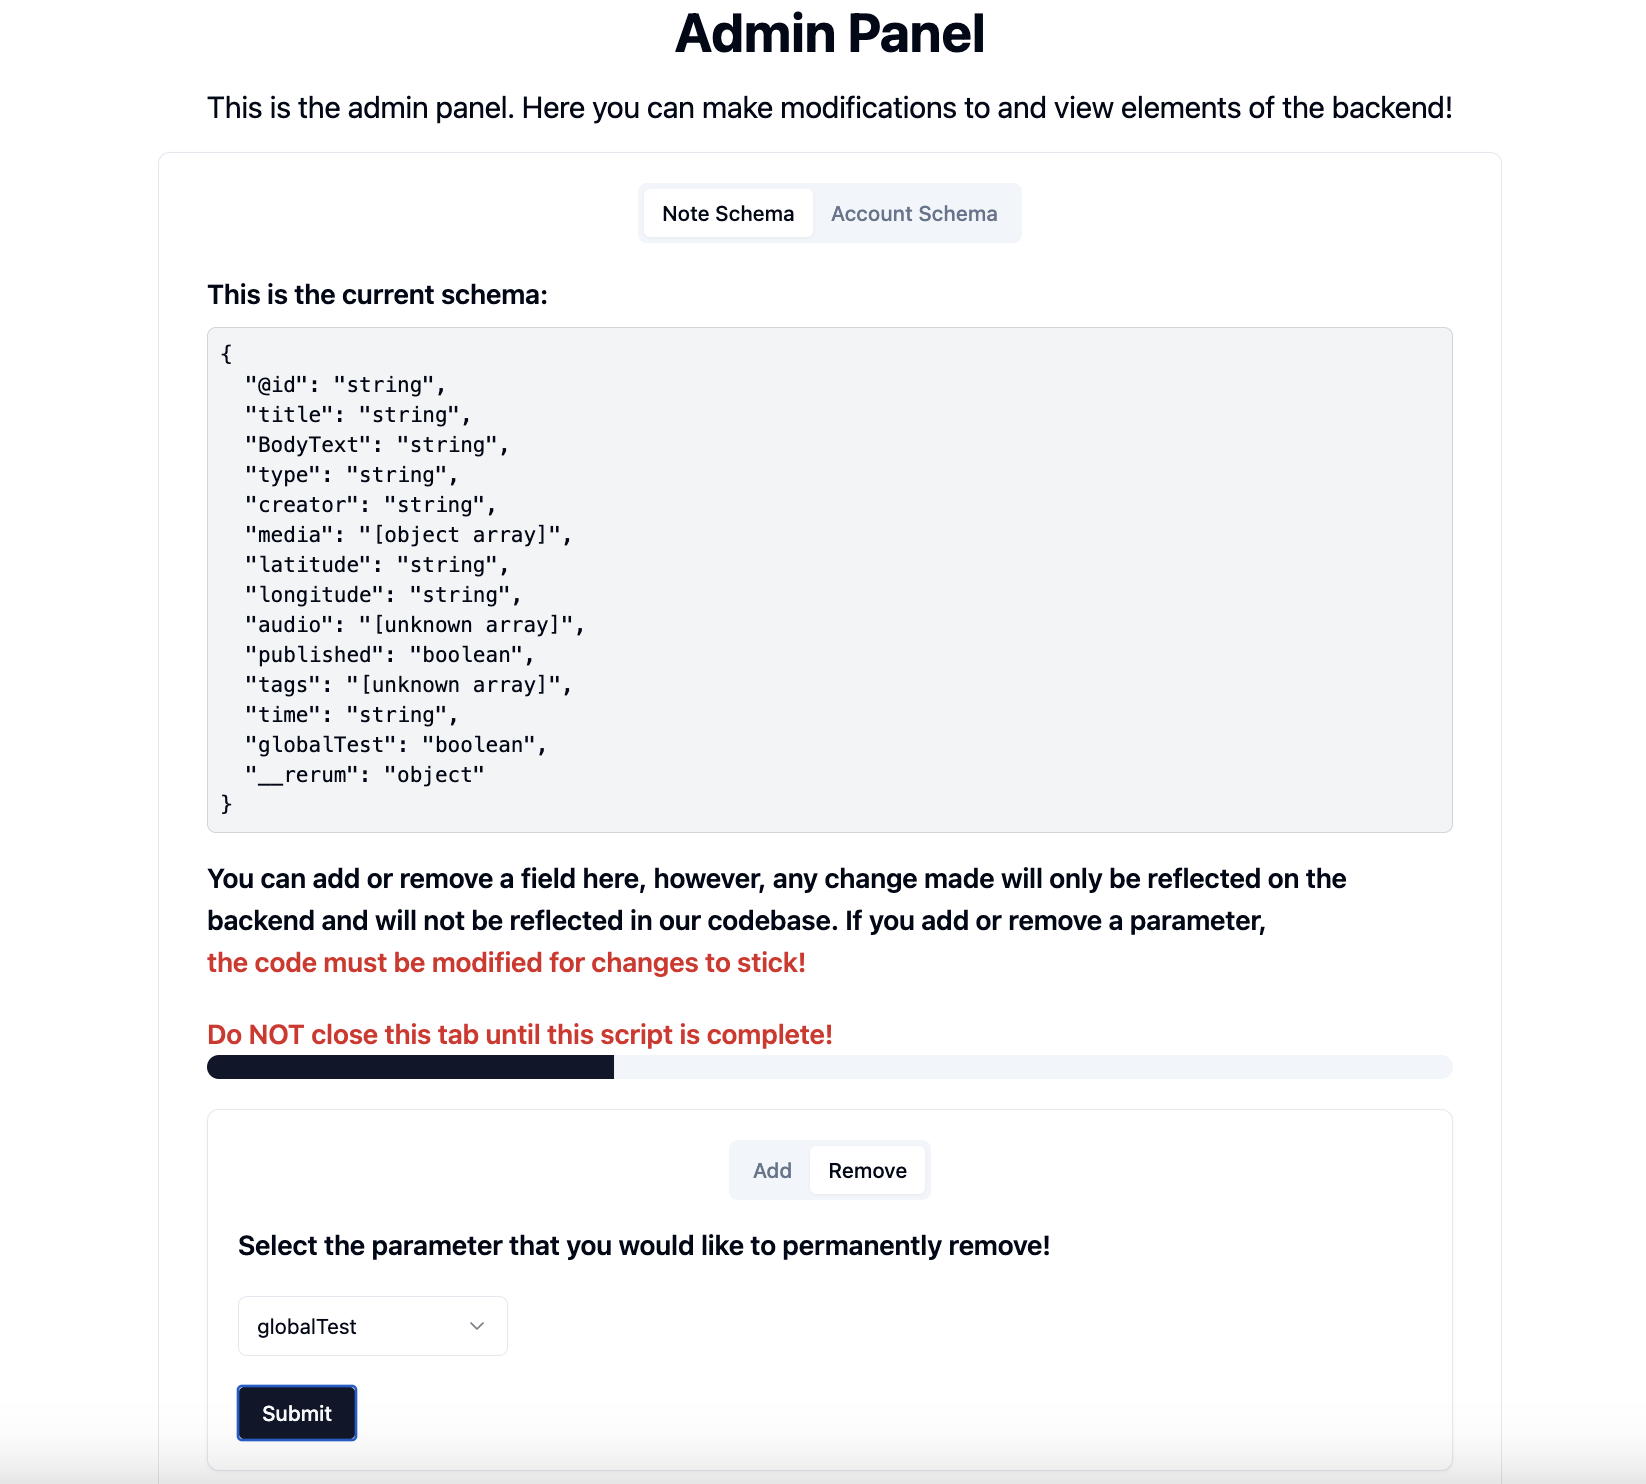 Admin Panel
This is the admin panel. Here you can make modifications to and view elements of the backend!
Note Schema Account Schema
This is the current schema:
{
  "@id": "string",
  "title": "string",
  "BodyText": "string",
  "type": "string",
  "creator": "string",
  "media": "[object array]",
  "latitude": "string",
  "longitude": "string",
  "audio": "[unknown array]",
  "published": "boolean",
  "tags": "[unknown array]",
  "time": "string",
  "globalTest": "boolean",
  "__rerum": "object"
}
You can add or remove a field here, however, any change made will only be reflected on the
backend and will not be reflected in our codebase. If you add or remove a parameter,
the code must be modified for changes to stick!
Do NOT close this tab until this script is complete!
Add Remove
Select the parameter that you would like to permanently remove!
globalTest
Submit